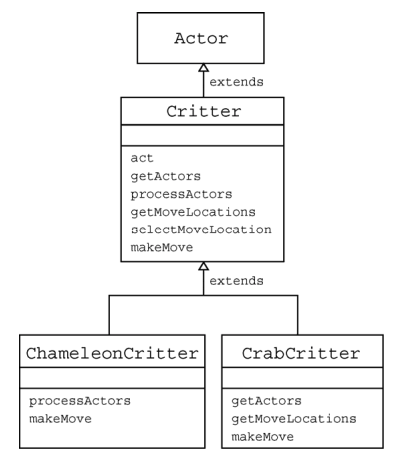 Actor
extends
Critter
act
getActors
processActors
getMoveLocations
selectMoveLocation
makeMove
extends
ChameleonCritter
processActors
makeMove
CrabCritter
getActors
getMoveLocations
makeMove